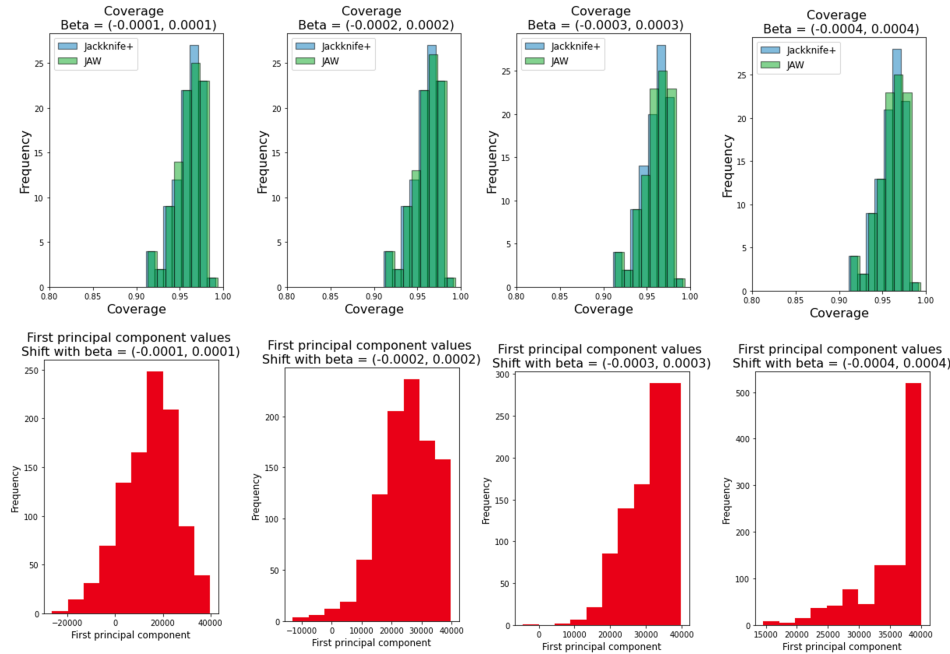 Coverage
Beta = (-0.0001, 0.0001)
Jackknife+
JAW
Frequency
25
20
15
10
5
0
0.80 0.85 0.90 0.95 1.00
Coverage
Coverage
Beta = (-0.0002, 0.0002)
Jackknife+
JAW
Frequency
25
20
15
10
5
0
0.80 0.85 0.90 0.95 1.00
Coverage
Coverage
Beta = (-0.0003, 0.0003)
Jackknife+
JAW
Frequency
25
20
15
10
5
0
0.80 0.85 0.90 0.95 1.00
Coverage
Coverage
Beta = (-0.0004, 0.0004)
Jackknife+
JAW
Frequency
25
20
15
10
5
0
0.80 0.85 0.90 0.95 1.00
Coverage
First principal component values
Shift with beta = (-0.0001, 0.0001)
Frequency
250
200
150
100
50
0
−20000 0 20000 40000
First principal component
First principal component values
Shift with beta = (-0.0002, 0.0002)
Frequency
200
150
100
50
0
−10000 0 10000 20000 30000 40000
First principal component
First principal component values
Shift with beta = (-0.0003, 0.0003)
Frequency
300
250
200
150
100
50
0
0 10000 20000 30000 40000
First principal component
First principal component values
Shift with beta = (-0.0004, 0.0004)
Frequency
500
400
300
200
100
0
15000 20000 25000 30000 35000 40000
First principal component